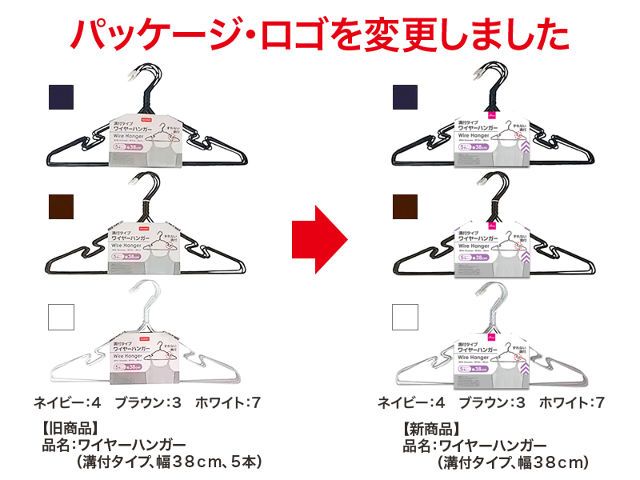 パッケージ・ロゴを変更しました
溝付タイプ
ワイヤーハンガー
Wire Hanger
すべらない
溝付タイプ
ワイヤーハンガー
Wire Hanger
溝付タイプ
ワイヤーハンガー
Wire Hanger
溝付タイプ
ワイヤーハンガー
Wire Hanger
溝付タイプ
ワイヤーハンガー
Wire Hanger
溝付タイプ
ワイヤーハンガー
Wire Hanger
ネイビー：4 ブラウン：3 ホワイト：7
【旧商品】
品名：ワイヤーハンガー
（溝付タイプ、幅３８ｃｍ、５本）
ネイビー：4 ブラウン：3 ホワイト：7
【新商品】
品名：ワイヤーハンガー
（溝付タイプ、幅３８ｃｍ）